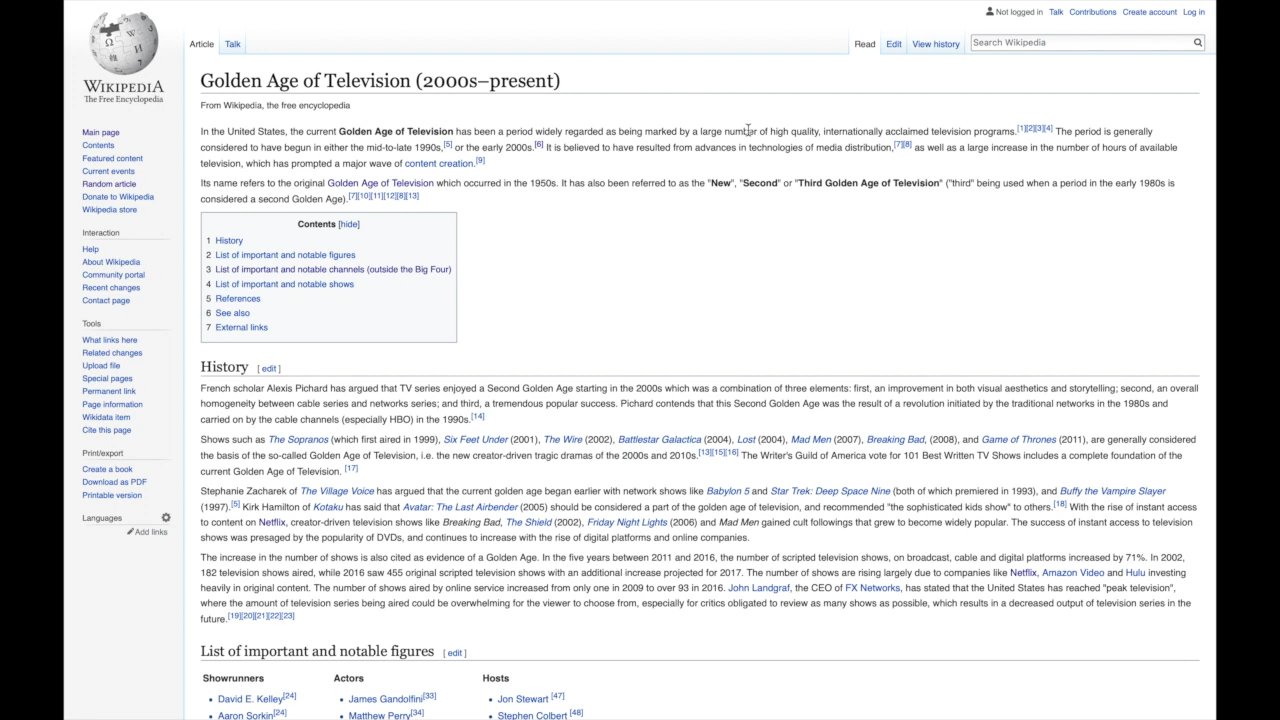 Not logged in Talk Contributions Create account Log in
Article Talk Read Edit View history Search Wikipedia
WIKIPEDIA
The Free Encyclopedia
Main page
Contents
Featured content
Current events
Random article
Donate to Wikipedia
Wikipedia store
Interaction
Help
About Wikipedia
Community portal
Recent changes
Contact page
Tools
What links here
Related changes
Upload file
Special pages
Permanent link
Page information
Wikidata item
Cite this page
Print/export
Create a book
Download as PDF
Printable version
Languages
Add links
Golden Age of Television (2000s–present)
From Wikipedia, the free encyclopedia
In the United States, the current Golden Age of Television has been a period widely regarded as being marked by a large number of high quality, internationally acclaimed television programs.[1][2][3][4] The period is generally
considered to have begun in either the mid-to-late 1990s,[5] or the early 2000s.[6] It is believed to have resulted from advances in technologies of media distribution,[7][8] as well as a large increase in the number of hours of available
television, which has prompted a major wave of content creation.[9]
Its name refers to the original Golden Age of Television which occurred in the 1950s. It has also been referred to as the "New", "Second" or "Third Golden Age of Television" ("third" being used when a period in the early 1980s is
considered a second Golden Age).[7][10][11][12][8][13]
Contents [hide]
1 History
2 List of important and notable figures
3 List of important and notable channels (outside the Big Four)
4 List of important and notable shows
5 References
6 See also
7 External links
History [ edit ]
French scholar Alexis Pichard has argued that TV series enjoyed a Second Golden Age starting in the 2000s which was a combination of three elements: first, an improvement in both visual aesthetics and storytelling; second, an overall
homogeneity between cable series and networks series; and third, a tremendous popular success. Pichard contends that this Second Golden Age was the result of a revolution initiated by the traditional networks in the 1980s and
carried on by the cable channels (especially HBO) in the 1990s.[14]
Shows such as The Sopranos (which first aired in 1999), Six Feet Under (2001), The Wire (2002), Battlestar Galactica (2004), Lost (2004), Mad Men (2007), Breaking Bad, (2008), and Game of Thrones (2011), are generally considered
the basis of the so-called Golden Age of Television, i.e. the new creator-driven tragic dramas of the 2000s and 2010s.[13][15][16] The Writer's Guild of America vote for 101 Best Written TV Shows includes a complete foundation of the
current Golden Age of Television. [17]
Stephanie Zacharek of The Village Voice has argued that the current golden age began earlier with network shows like Babylon 5 and Star Trek: Deep Space Nine (both of which premiered in 1993), and Buffy the Vampire Slayer
(1997).[5] Kirk Hamilton of Kotaku has said that Avatar: The Last Airbender (2005) should be considered a part of the golden age of television, and recommended "the sophisticated kids show" to others.[18] With the rise of instant access
to content on Netflix, creator-driven television shows like Breaking Bad, The Shield (2002), Friday Night Lights (2006) and Mad Men gained cult followings that grew to become widely popular. The success of instant access to television
shows was presaged by the popularity of DVDs, and continues to increase with the rise of digital platforms and online companies.
The increase in the number of shows is also cited as evidence of a Golden Age. In the five years between 2011 and 2016, the number of scripted television shows, on broadcast, cable and digital platforms increased by 71%. In 2002,
182 television shows aired, while 2016 saw 455 original scripted television shows with an additional increase projected for 2017. The number of shows are rising largely due to companies like Netflix, Amazon Video and Hulu investing
heavily in original content. The number of shows aired by online service increased from only one in 2009 to over 93 in 2016. John Landgraf, the CEO of FX Networks, has stated that the United States has reached "peak television",
where the amount of television series being aired could be overwhelming for the viewer to choose from, especially for critics obligated to review as many shows as possible, which results in a decreased output of television series in the
future.[19][20][21][22][23]
List of important and notable figures [ edit ]
Showrunners Actors Hosts
• David E. Kelley[24] • James Gandolfini[33] • Jon Stewart [47]
• Aaron Sorkin[24] • Matthew Perry[34] • Stephen Colbert [48]